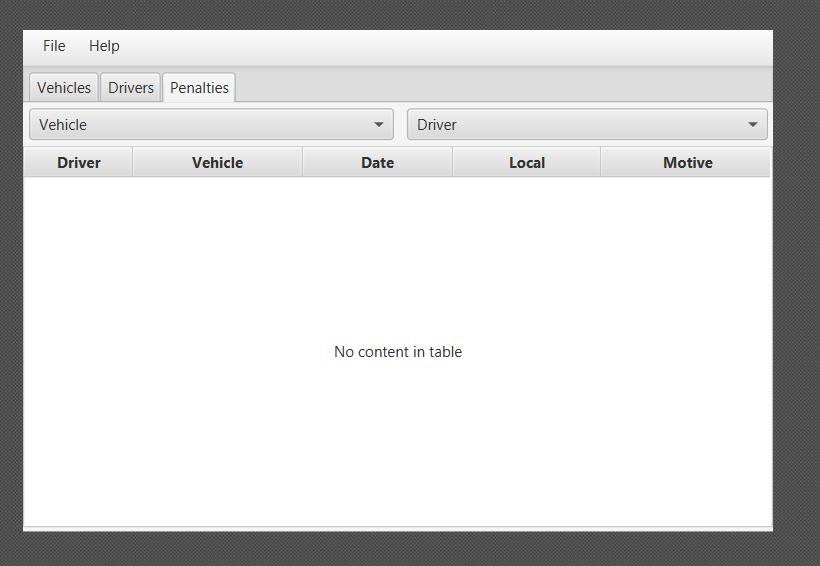 File Help
Vehicles Drivers Penalties
Vehicle Driver
Driver Vehicle Date Local Motive
No content in table